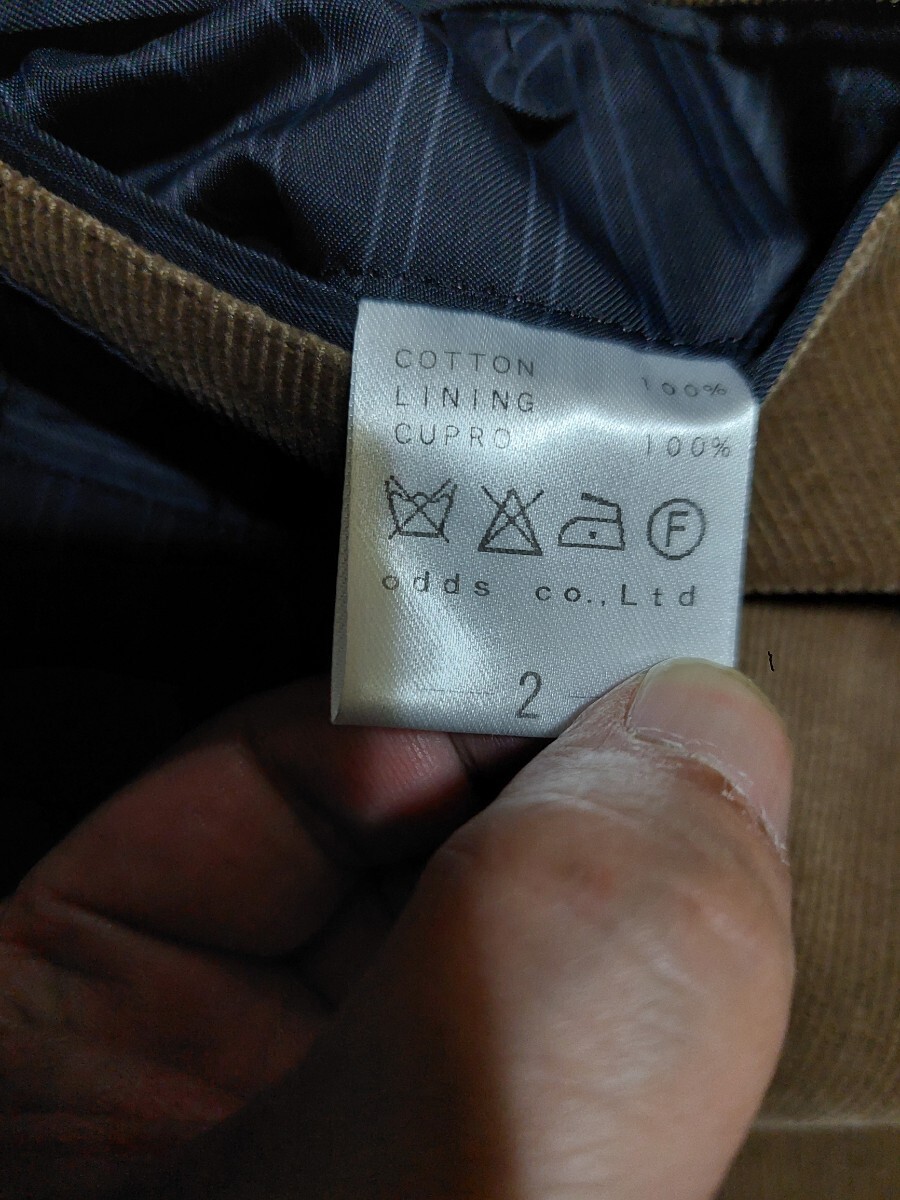 COTTON 100%
LINING
CUPRO 100%
F
odds co.,Ltd
2